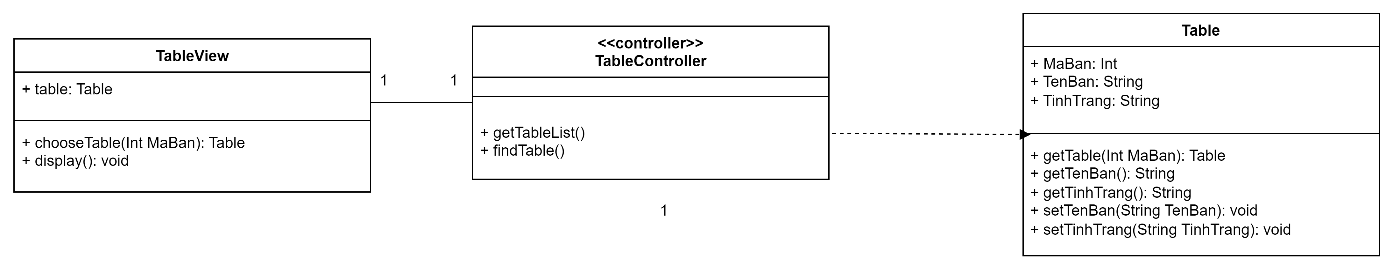 TableView
+ table: Table
+ chooseTable(Int MaBan): Table
+ display(): void
1
1
<<controller>>
TableController
+ getTableList()
+ findTable()
1
Table
+ MaBan: Int
+ TenBan: String
+ TinhTrang: String
+ getTable(Int MaBan): Table
+ getTenBan(): String
+ getTinhTrang(): String
+ setTenBan(String TenBan): void
+ setTinhTrang(String TinhTrang): void